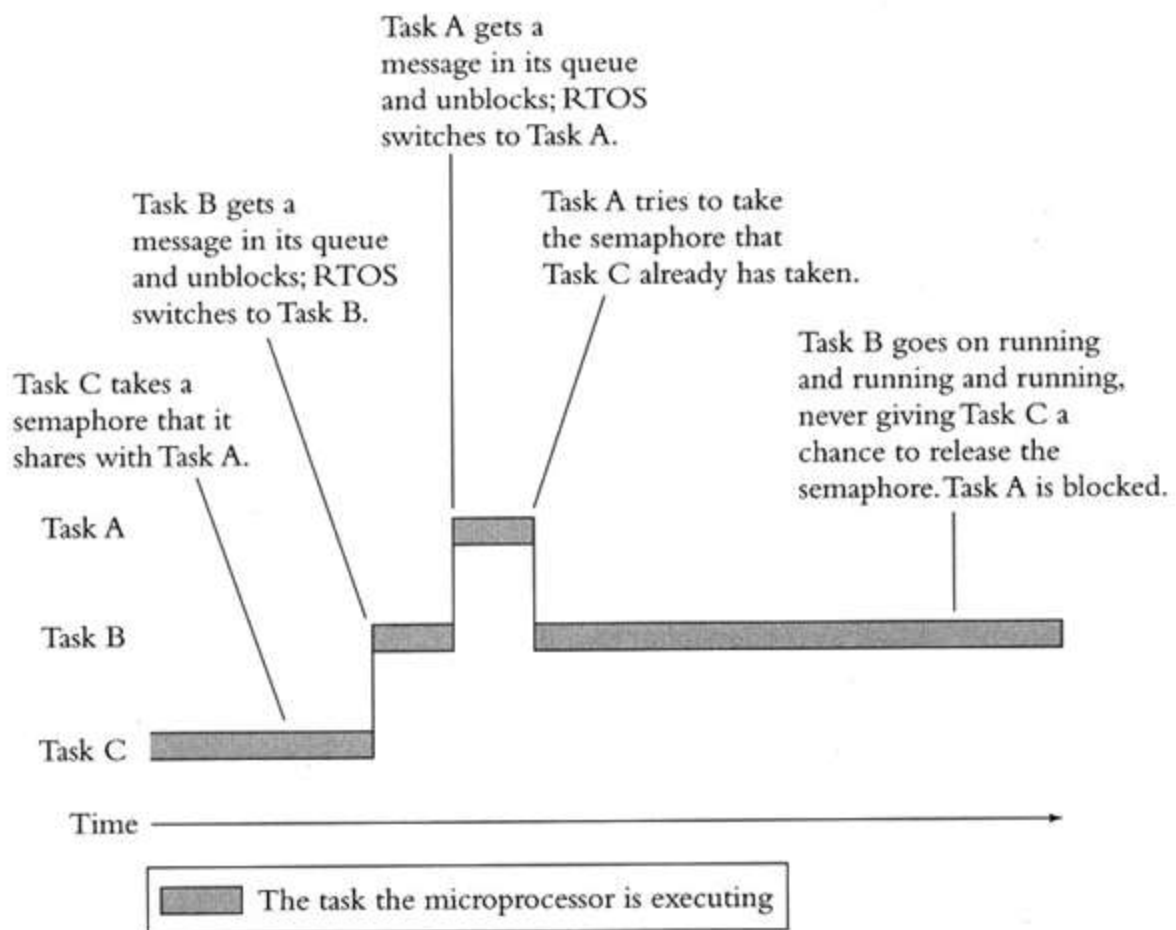 Task A gets a
message in its queue
and unblocks; RTOS
switches to Task A.
Task B gets a
message in its queue
and unblocks; RTOS
switches to Task B.
Task A tries to take
the semaphore that
Task C already has taken.
Task C takes a
semaphore that it
shares with Task A.
Task B goes on running
and running and running,
never giving Task C a
chance to release the
semaphore. Task A is blocked.
Task A
Task B
Task C
Time
The task the microprocessor is executing